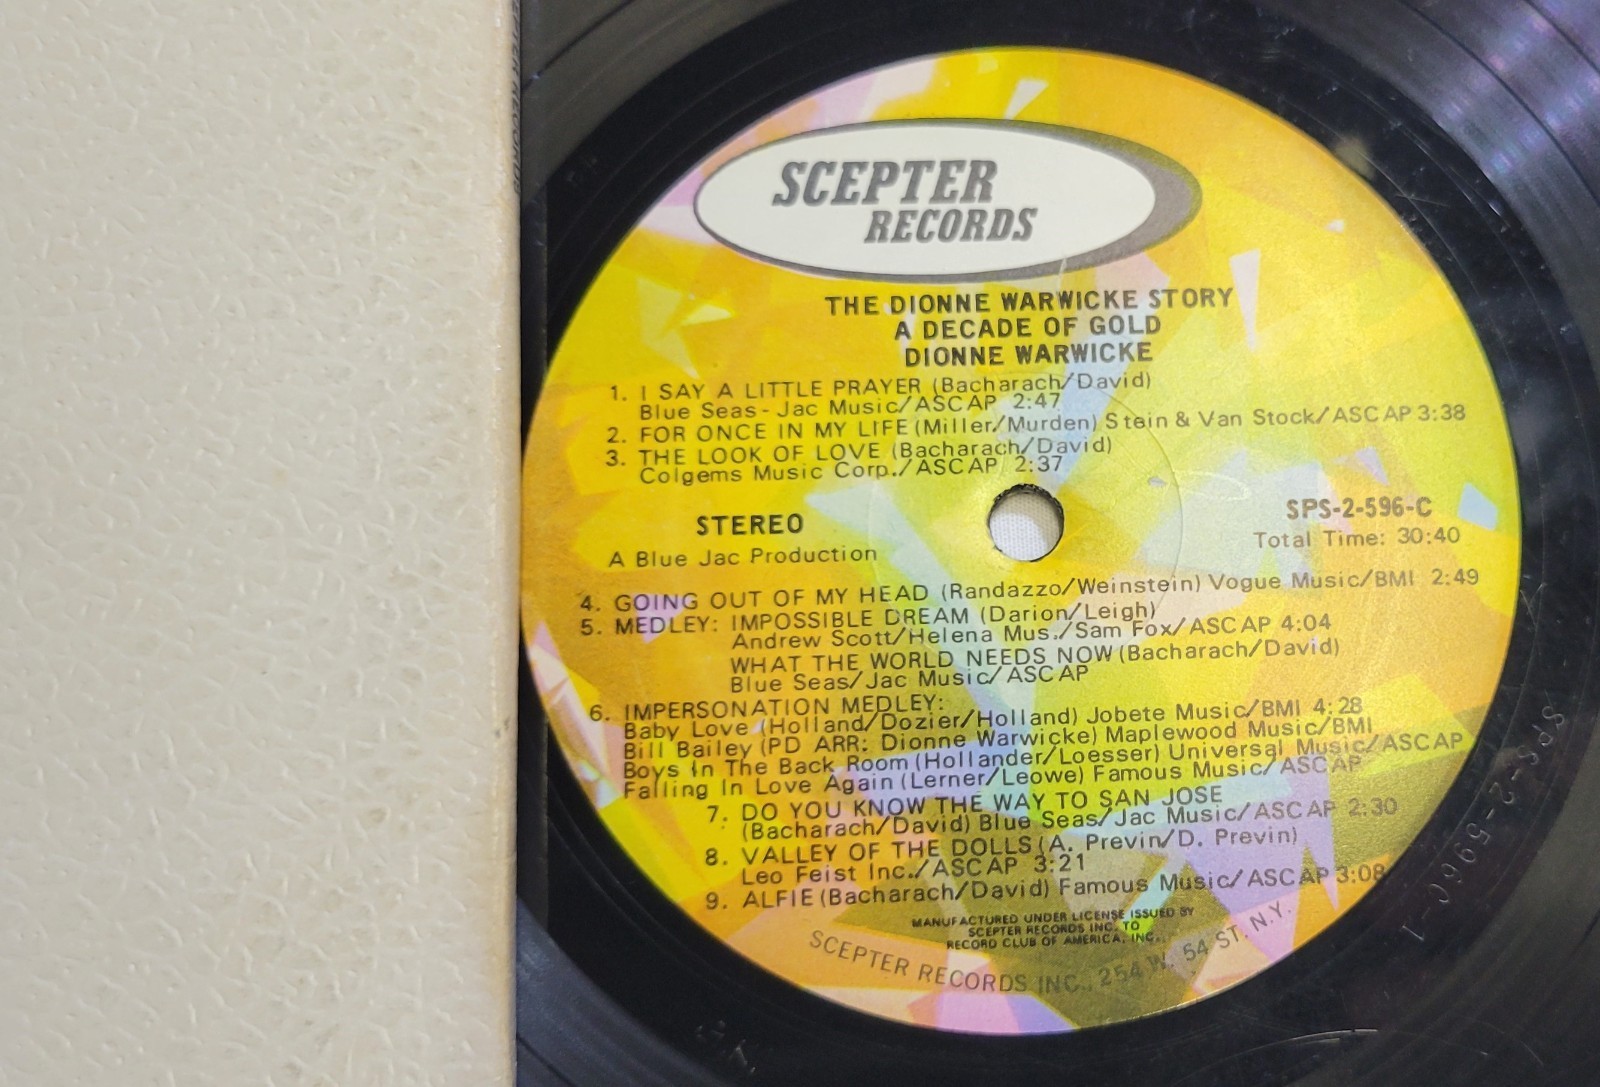 SCEPTER
RECORDS
THE DIONNE WARWICKE STORY
A DECADE OF GOLD
DIONNE WARWICKE
1. I SAY A LITTLE PRAYER (Bacharach/David)
Blue Seas-Jac Music/ASCAP 2:47
2. FOR ONCE IN MY LIFE (Miller/Murden) Stein & Van Stock/ASCAP 3:38
3. THE LOOK OF LOVE (Bacharach/David)
Colgems Music Corp./ASCAP 2:37
STEREO
SPS-2-596-C
A Blue Jac Production
Total Time: 30:40
4. GOING OUT OF MY HEAD (Randazzo/Weinstein) Vogue Music/BMI 2:49
5. MEDLEY: IMPOSSIBLE DREAM (Darion/Leigh)
Andrew Scott/Helena Mus./Sam Fox/ASCAP 4:04
WHAT THE WORLD NEEDS NOW (Bacharach/David)
Blue Seas/Jac Music/ASCAP
6. IMPERSONATION MEDLEY:
Baby Love (Holland/Dozier/Holland) Jobete Music/BMI 4:28
Bill Bailey (PD ARR: Dionne Warwicke) Maplewood Music/BMI
Boys In The Back Room (Hollander/Loesser) Universal Music/ASCAP
Falling In Love Again (Lerner/Leowe) Famous Music/ASCAP
7. DO YOU KNOW THE WAY TO SAN JOSE
(Bacharach/David) Blue Seas/Jac Music/ASCAP 2:30
8. VALLEY OF THE DOLLS (A. Previn/D. Previn)
Leo Feist Inc./ASCAP 3:21
9. ALFIE (Bacharach/David) Famous Music/ASCAP 3:08
MANUFACTURED UNDER LICENSE ISSUED BY
SCEPTER RECORDS INC. TO
RECORD CLUB OF AMERICA, INC.
SCEPTER RECORDS INC., 254 W. 54 ST. N.Y.
SPS-2-596C-1